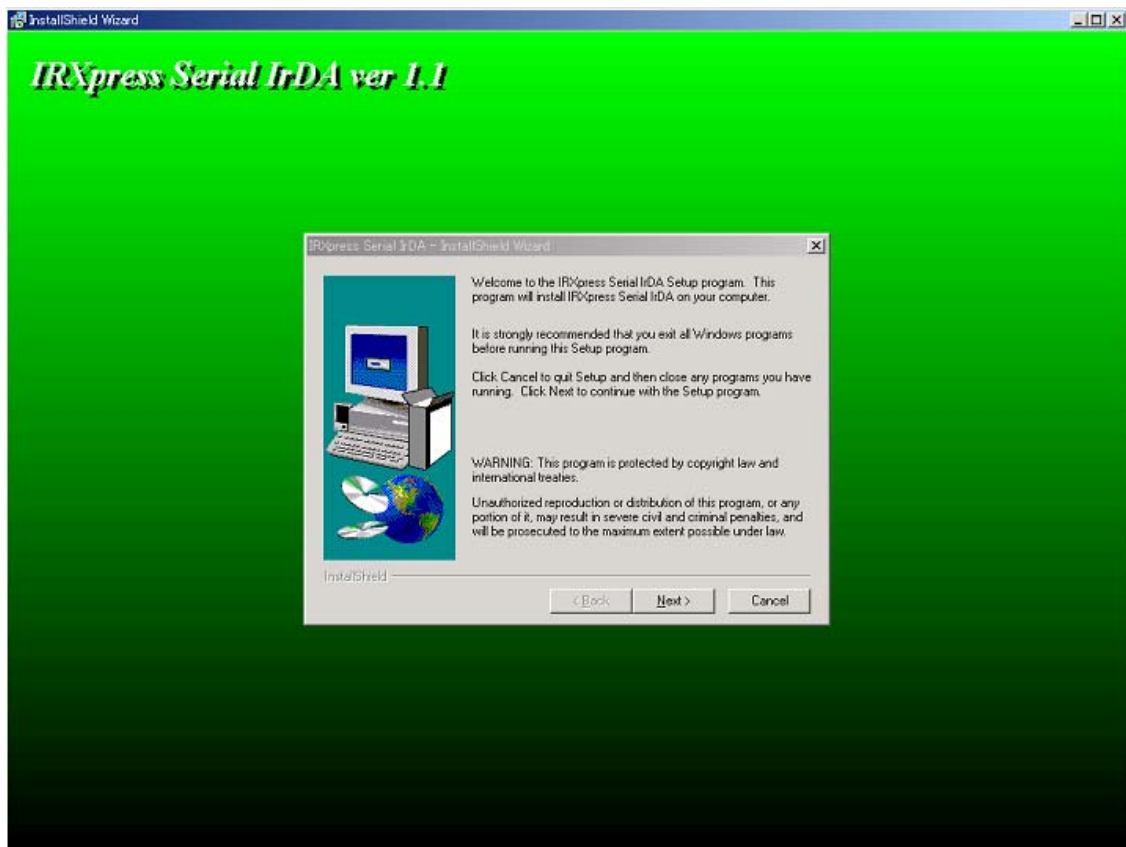 InstallShield Wizard
IRXpress Serial IrDA ver 1.1
IRXpress Serial IrDA - InstallShield Wizard
Welcome to the IRXpress Serial IrDA Setup program. This
program will install IRXpress Serial IrDA on your computer.
It is strongly recommended that you exit all Windows programs
before running this Setup program.
Click Cancel to quit Setup and then close any programs you have
running. Click Next to continue with the Setup program.
WARNING: This program is protected by copyright law and
international treaties.
Unauthorized reproduction or distribution of this program, or any
portion of it, may result in severe civil and criminal penalties, and
will be prosecuted to the maximum extent possible under law.
InstallShield
< Back Next > Cancel